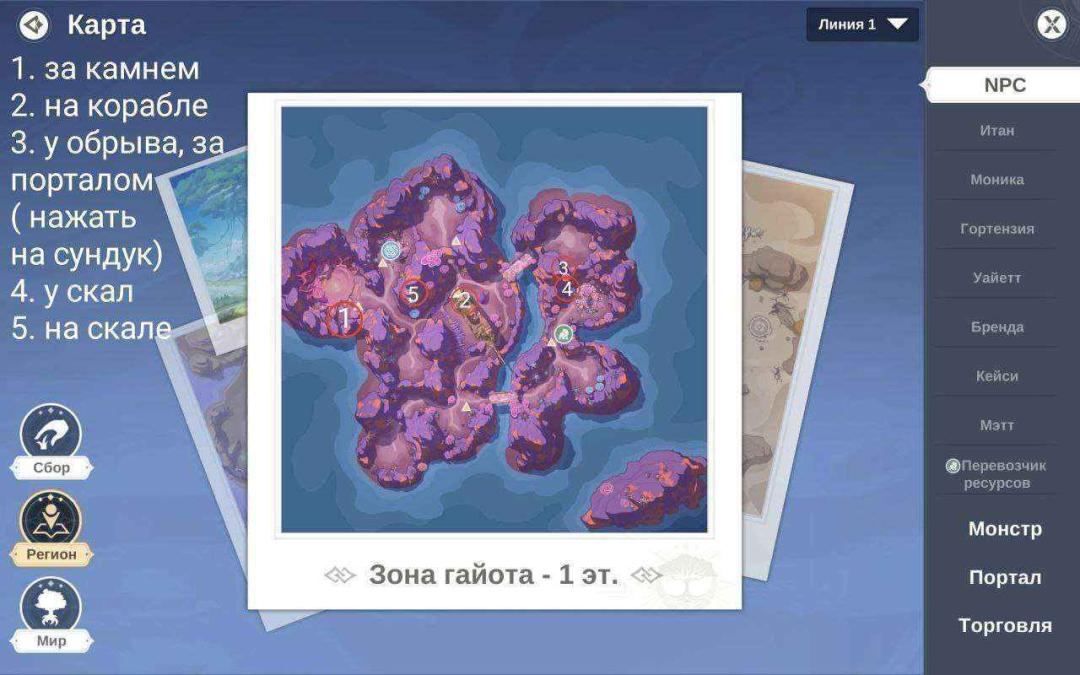 Карта
Линия 1
1. за камнем
2. на корабле
3. у обрыва, за
порталом
( нажать
на сундук)
4. у скал
5. на скале
3
4
5
2
1
Зона гайота - 1 эт.
Сбор
Регион
Мир
NPC
Итан
Моника
Гортензия
Уайетт
Бренда
Кейси
Мэтт
Перевозчик
ресурсов
Монстр
Портал
Торговля